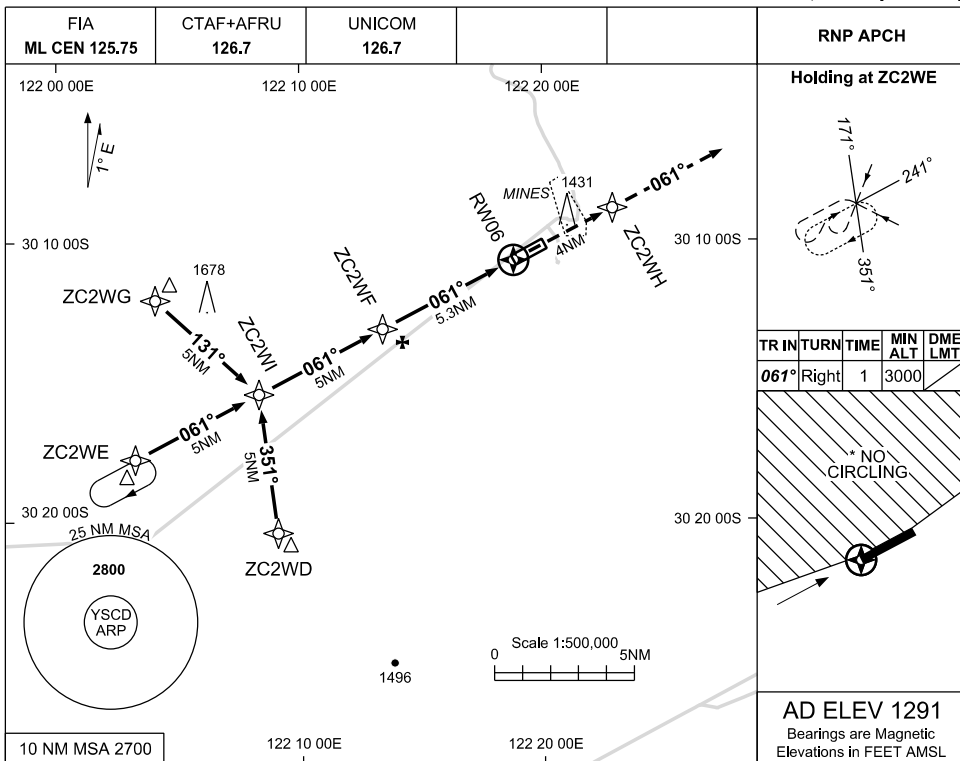 FIA
ML CEN 125.75
CTAF+AFRU
126.7
UNICOM
126.7
RNP APCH
122 00 00E
122 10 00E
122 20 00E
Holding at ZC2WE
171°
241°
351°
1° E
MINES
1431
061°
RW06
4NM
ZC2WH
30 10 00S
30 10 00S
1678
ZC2WG
ZC2WF
061°
5.3NM
131°
5NM
ZC2WI
061°
5NM
TR IN
TURN
TIME
MIN ALT
DME LMT
061°
Right
1
3000
ZC2WE
061°
5NM
351°
5NM
* NO
CIRCLING
30 20 00S
30 20 00S
25 NM MSA
2800
YSCD
ARP
ZC2WD
Scale 1:500,000
0
5NM
1496
10 NM MSA 2700
122 10 00E
122 20 00E
AD ELEV 1291
Bearings are Magnetic
Elevations in FEET AMSL